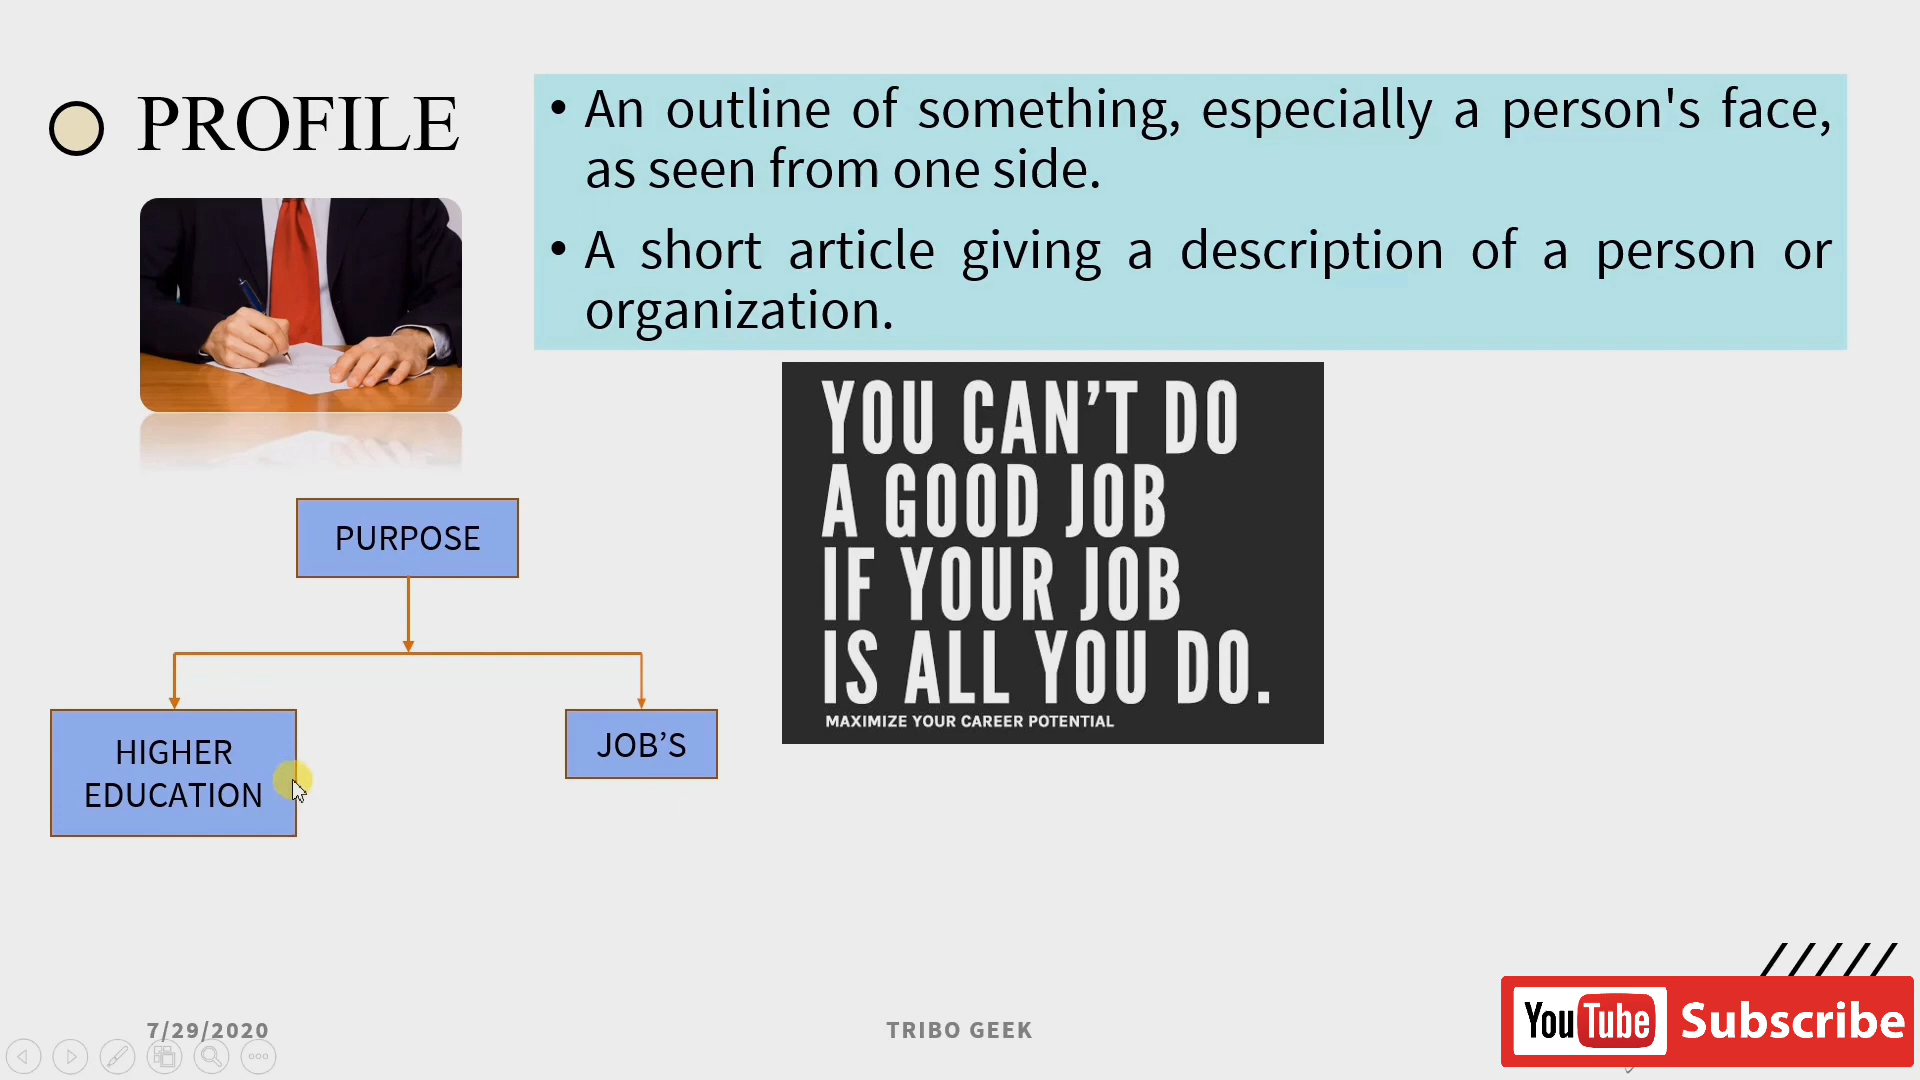 PROFILE
• An outline of something, especially a person's face,
as seen from one side.
• A short article giving a description of a person or
organization.
YOU CAN’T DO
A GOOD JOB
IF YOUR JOB
IS ALL YOU DO.
MAXIMIZE YOUR CAREER POTENTIAL
PURPOSE
HIGHER
EDUCATION
JOB’S
7/29/2020
TRIBO GEEK
YouTube Subscribe